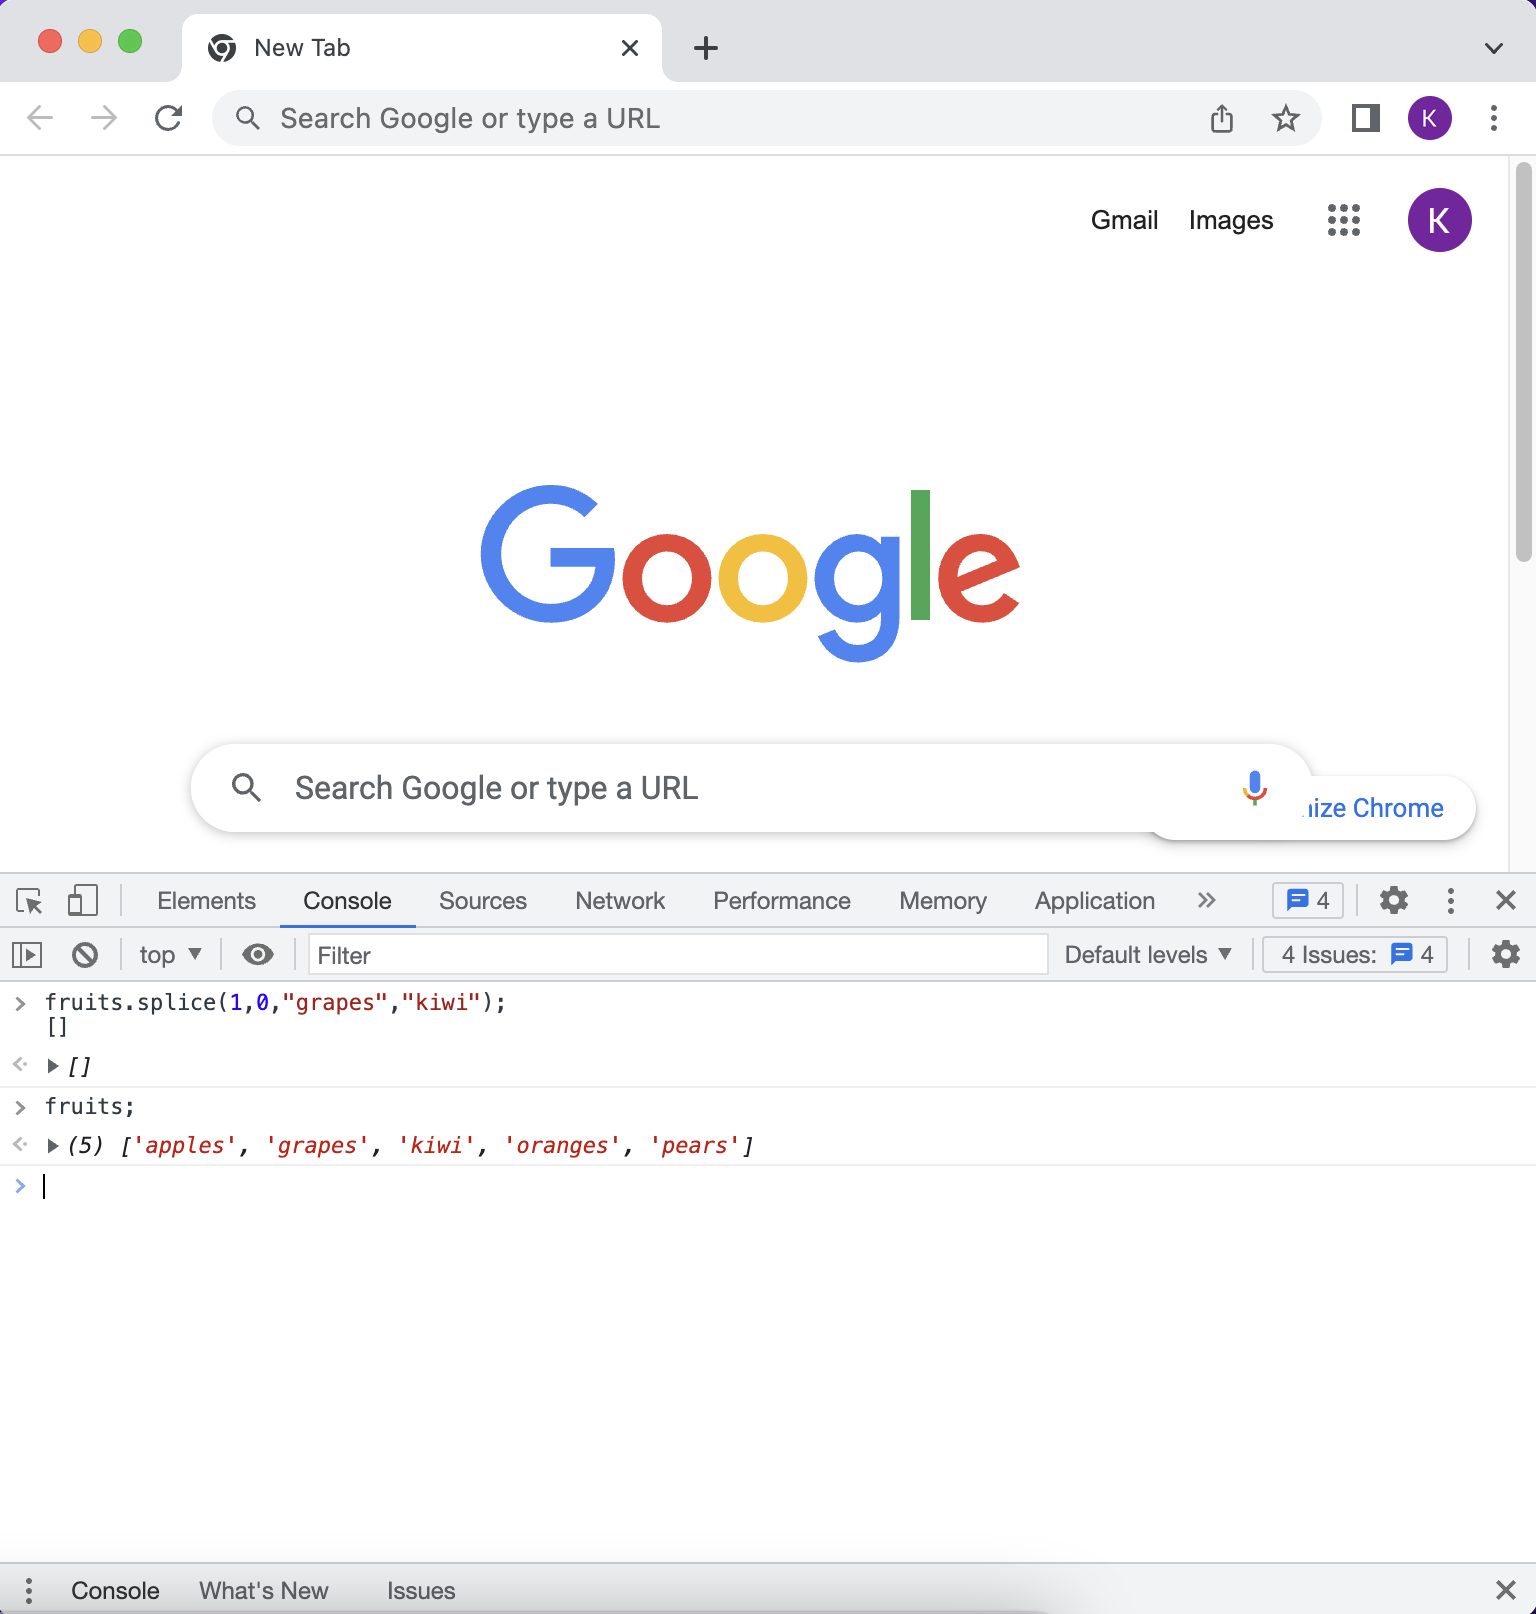 New Tab
Search Google or type a URL
K
Gmail Images K
Google
Search Google or type a URL
ize Chrome
Elements Console Sources Network Performance Memory Application 4
top Filter Default levels 4 Issues: 4
> fruits.splice(1,0,"grapes","kiwi");
[]
[]
> fruits;
(5) ['apples', 'grapes', 'kiwi', 'oranges', 'pears']
>
Console What's New Issues